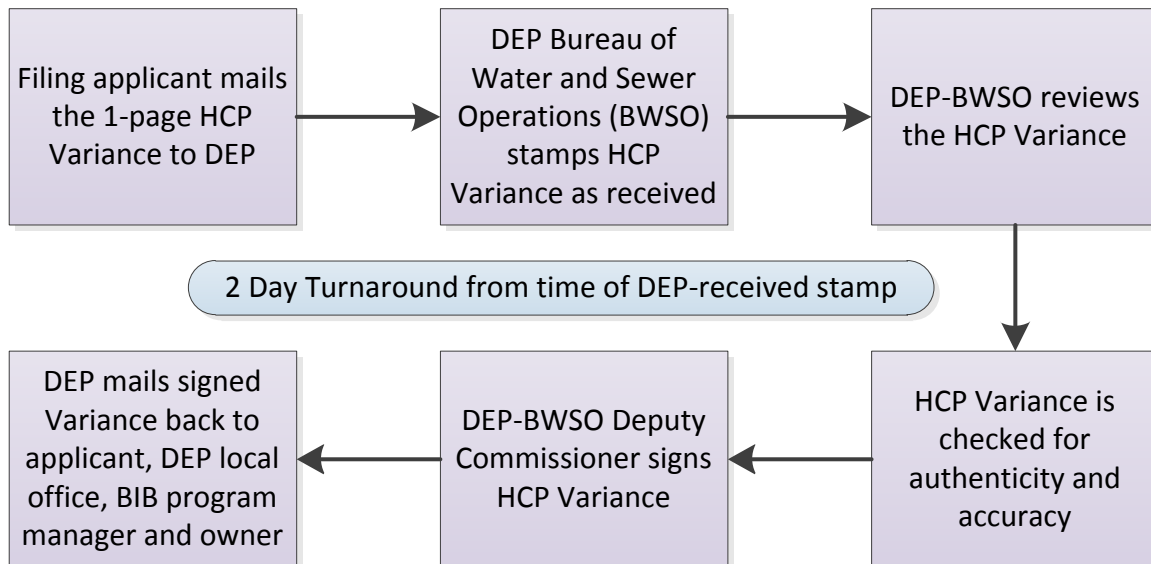 Filing applicant mails
the 1-page HCP
Variance to DEP
DEP Bureau of
Water and Sewer
Operations (BWSO)
stamps HCP
Variance as received
DEP-BWSO reviews
the HCP Variance
2 Day Turnaround from time of DEP-received stamp
HCP Variance is
checked for
authenticity and
accuracy
DEP-BWSO Deputy
Commissioner signs
HCP Variance
DEP mails signed
Variance back to
applicant, DEP local
office, BIB program
manager and owner